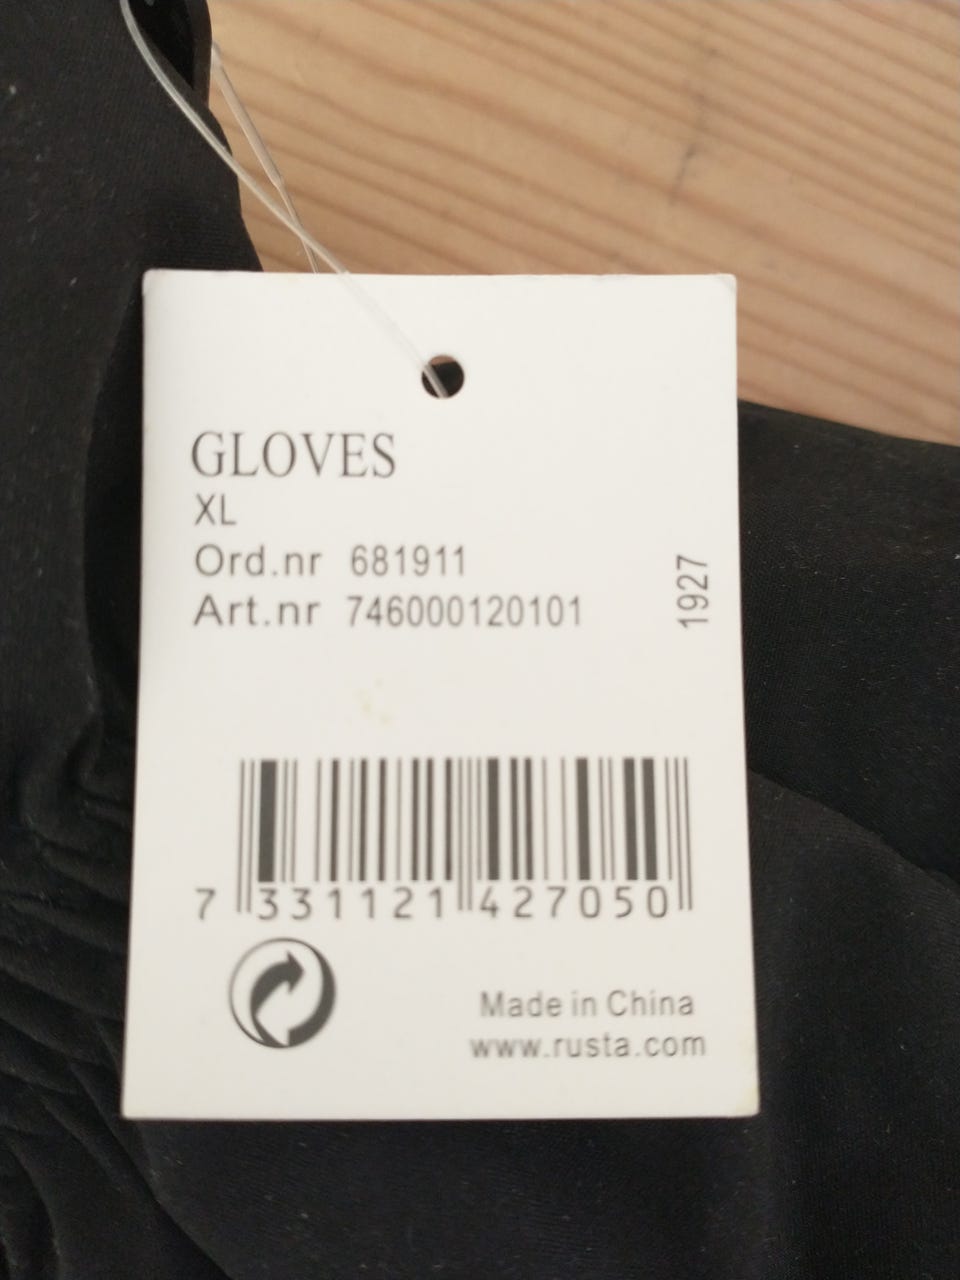 GLOVES
XL
Ord.nr 681911
Art.nr 746000120101
1927
7 331121 427050
Made in China
www.rusta.com